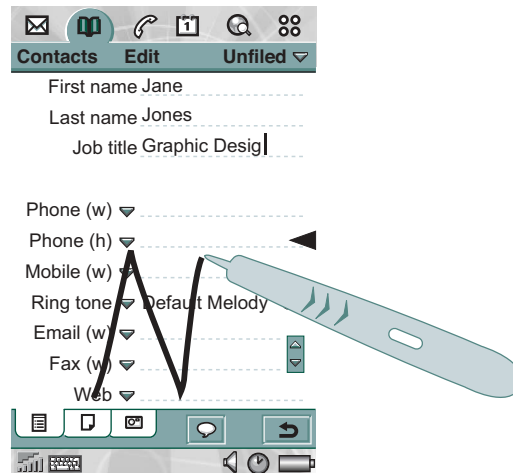 Contacts Edit Unfiled
First name Jane
Last name Jones
Job title Graphic Desig
Phone (w)
Phone (h)
Mobile (w)
Ring tone Default Melody
Email (w)
Fax (w)
Web
N